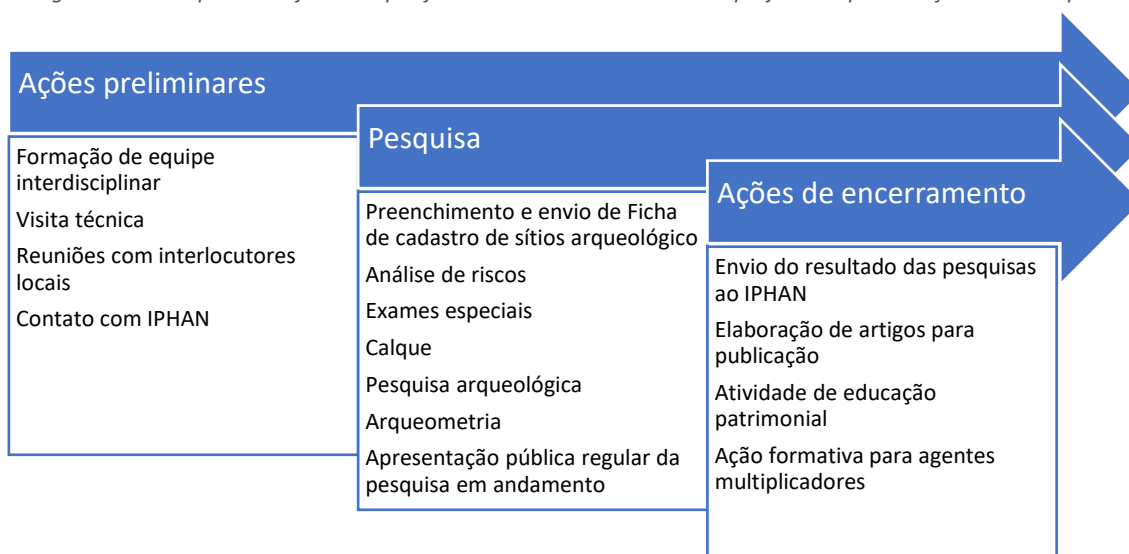 Ações preliminares
Formação de equipe
interdisciplinar
Visita técnica
Reuniões com interlocutores
locais
Contato com IPHAN
Pesquisa
Preenchimento e envio de Ficha
de cadastro de sítios arqueológico
Análise de riscos
Exames especiais
Calque
Pesquisa arqueológica
Arqueometria
Apresentação pública regular da
pesquisa em andamento
Ações de encerramento
Envio do resultado das pesquisas
ao IPHAN
Elaboração de artigos para
publicação
Atividade de educação
patrimonial
Ação formativa para agentes
multiplicadores